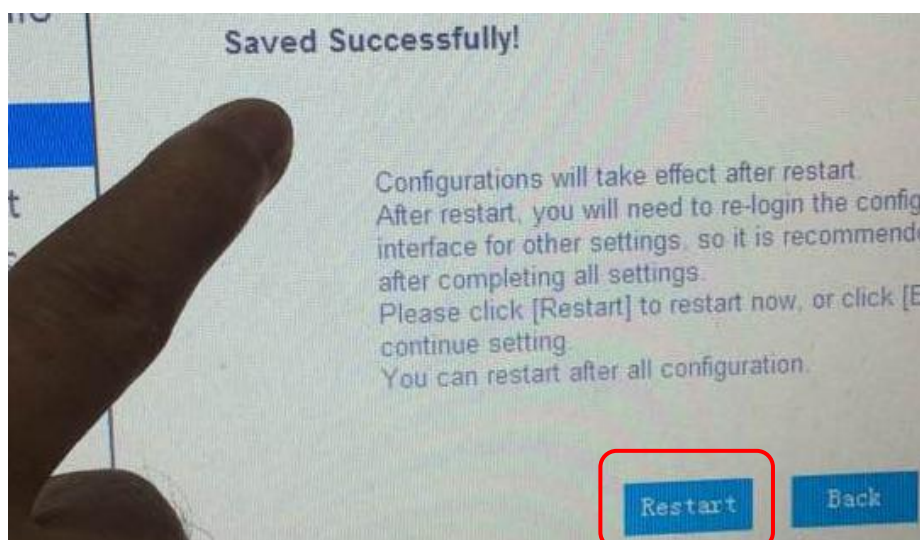 Saved Successfully!
t
Configurations will take effect after restart.
After restart, you will need to re-login the config
interface for other settings, so it is recommende
after completing all settings.
Please click [Restart] to restart now, or click [B
continue setting.
You can restart after all configuration.
Restart
Back